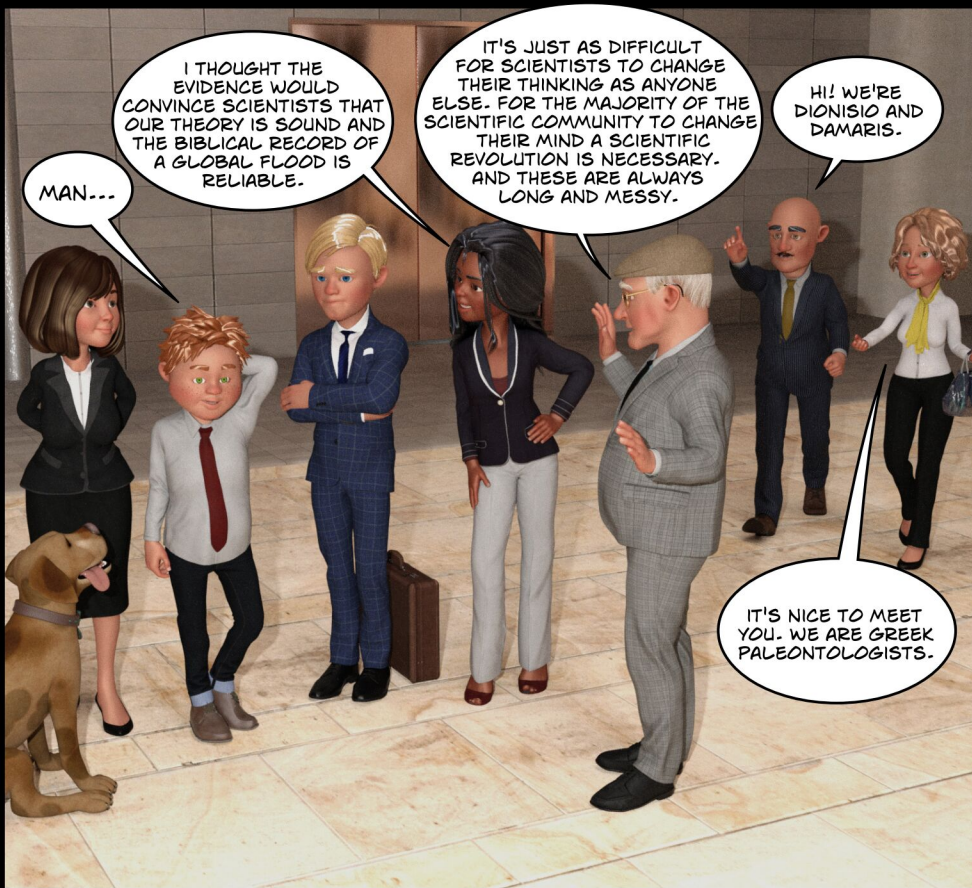 MAN...
I THOUGHT THE
EVIDENCE WOULD
CONVINCE SCIENTISTS THAT
OUR THEORY IS SOUND AND
THE BIBLICAL RECORD OF
A GLOBAL FLOOD IS
RELIABLE.
IT'S JUST AS DIFFICULT
FOR SCIENTISTS TO CHANGE
THEIR THINKING AS ANYONE
ELSE. FOR THE MAJORITY OF THE
SCIENTIFIC COMMUNITY TO CHANGE
THEIR MIND A SCIENTIFIC
REVOLUTION IS NECESSARY.
AND THESE ARE ALWAYS
LONG AND MESSY.
HI! WE'RE
DIONISIO AND
DAMARIS.
IT'S NICE TO MEET
YOU. WE ARE GREEK
PALEONTOLOGISTS.